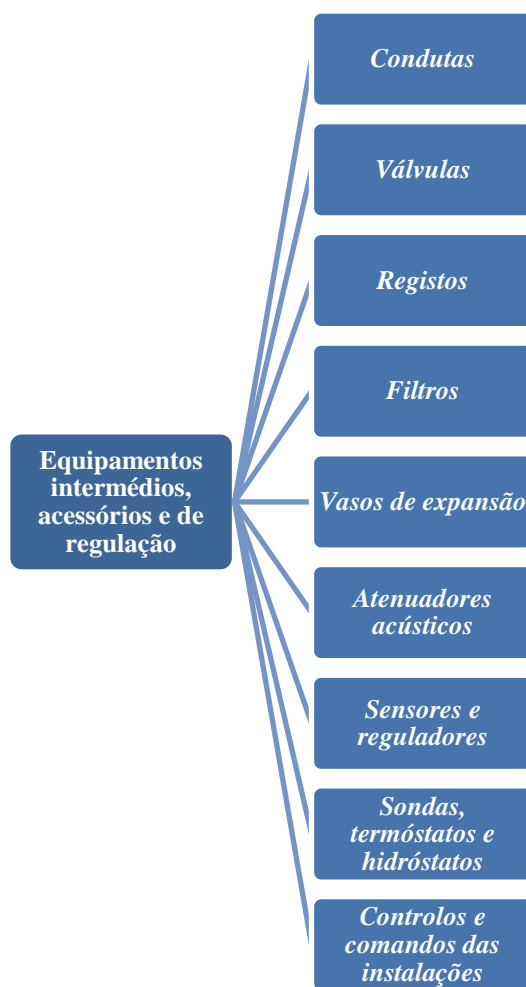 Condutas
Válvulas
Registos
Filtros
Equipamentos
intermédios,
acessórios e de
regulação
Vasos de expansão
Atenuadores
acústicos
Sensores e
reguladores
Sondas,
termóstatos e
hidróstatos
Controlos e
comandos das
instalações